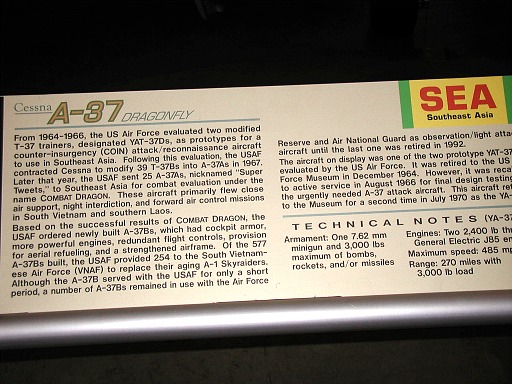 Cessna A-37 DRAGONFLY
From 1964-1966, the US Air Force evaluated two modified
T-37 trainers, designated YAT-37Ds, as prototypes for a
counter-insurgency (COIN) attack/reconnaissance aircraft
to use in Southeast Asia. Following this evaluation, the USAF
contracted Cessna to modify 39 T-37Bs into A-37As in 1967.
Later that year, the USAF sent 25 A-37As, nicknamed "Super
Tweets," to Southeast Asia for combat evaluation under the
name COMBAT DRAGON. These aircraft primarily flew close
air support, night interdiction, and forward air control missions
in South Vietnam and southern Laos.
Based on the successful results of COMBAT DRAGON, the
USAF ordered newly built A-37Bs, which had cockpit armor,
more powerful engines, redundant flight controls, provision
for aerial refueling, and a strengthened airframe. Of the 577
A-37Bs built, the USAF provided 254 to the South Vietnam-
ese Air Force (VNAF) to replace their aging A-1 Skyraiders.
Although the A-37B served with the USAF for only a short
period, a number of A-37Bs remained in use with the Air Force
SEA
Southeast Asia
Reserve and Air National Guard as observation/light atta
aircraft until the last one was retired in 1992.
The aircraft on display was one of the two prototype YAT-37
evaluated by the US Air Force. It was retired to the US
Force Museum in December 1964. However, it was reca
to active service in August 1966 for final design testing
the urgently needed A-37 attack aircraft. This aircraft ret
to the Museum for a second time in July 1970 as the YA-
TECHNICAL NOTES (YA-37
Armament: One 7.62 mm
minigun and 3,000 lbs
maximum of bombs,
rockets, and/or missiles
Engines: Two 2,400 lb th
General Electric J85 en
Maximum speed: 485 mp
Range: 270 miles with
3,000 lb load